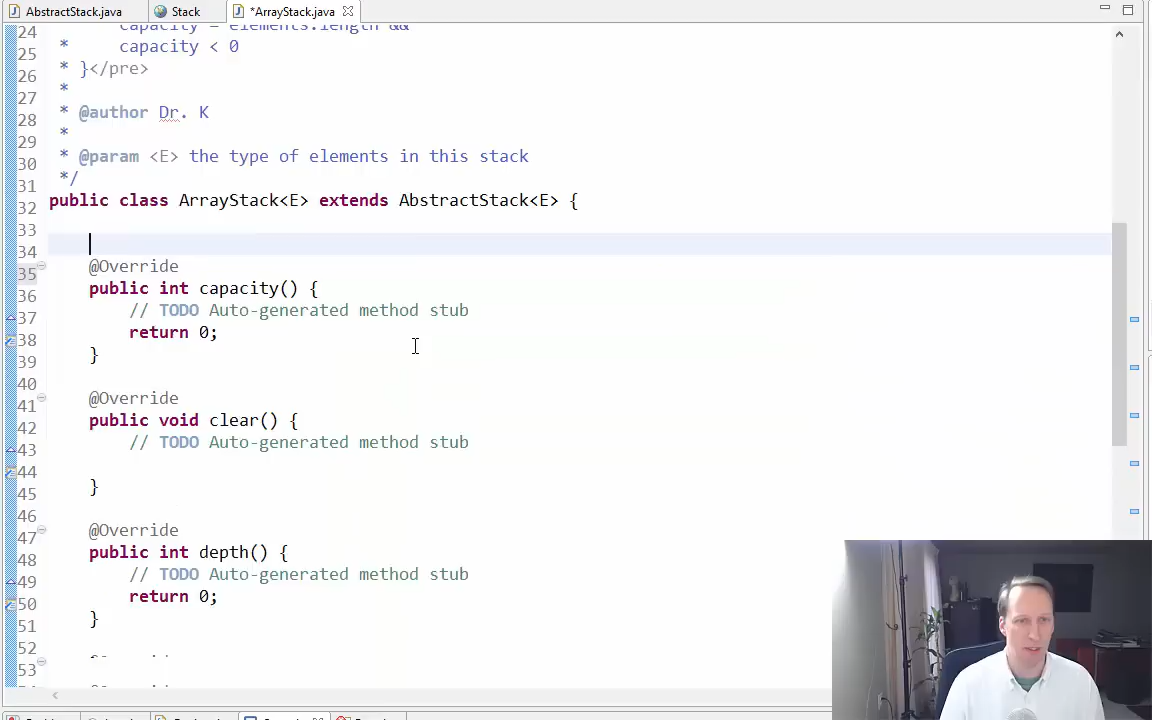 AbstractStack.java Stack *ArrayStack.java
24 capacity = elements.length &&
25 * capacity < 0
26 * }</pre>
27 *
28 * @author Dr. K
29 *
30 * @param <E> the type of elements in this stack
31 */
32 public class ArrayStack<E> extends AbstractStack<E> {
33
34
35 @Override
36 public int capacity() {
37 // TODO Auto-generated method stub
38 return 0;
39 }
40
41 @Override
42 public void clear() {
43 // TODO Auto-generated method stub
44
45 }
46
47 @Override
48 public int depth() {
49 // TODO Auto-generated method stub
50 return 0;
51 }
52
53